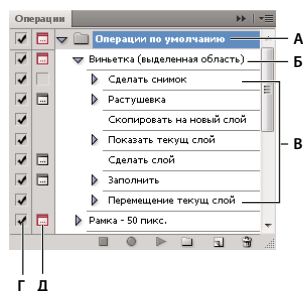 Операции
Операции по умолчанию
А
Виньетка (выделенная область)
Б
Сделать снимок
Растушевка
Скопировать на новый слой
Показать текущ слой
В
Сделать слой
Заполнить
Перемещение текущ слой
Рамка - 50 пикс.
Г Д